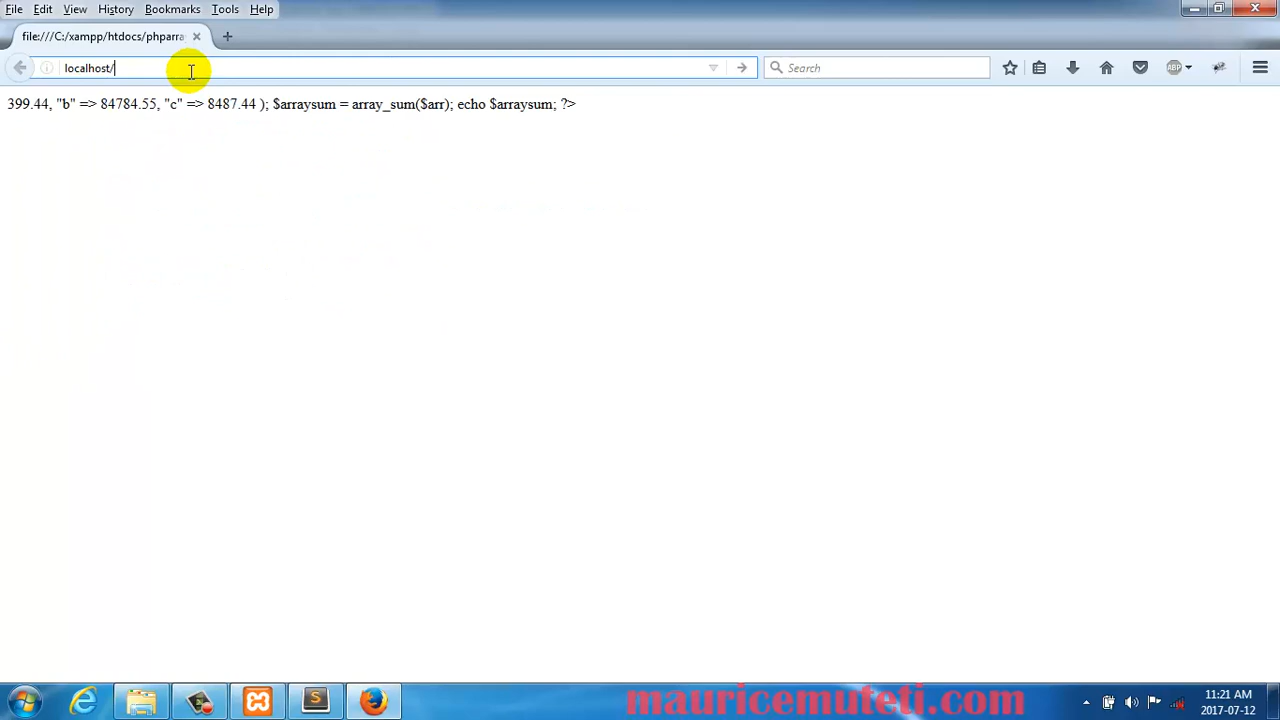 File Edit View History Bookmarks Tools Help
file:///C:/xampp/htdocs/phparra
localhost/
Search
ABP
399.44, "b" => 84784.55, "c" => 8487.44 ); $arraysum = array_sum($arr); echo $arraysum; ?>
S
mauricemuteti.com
11:21 AM
2017-07-12